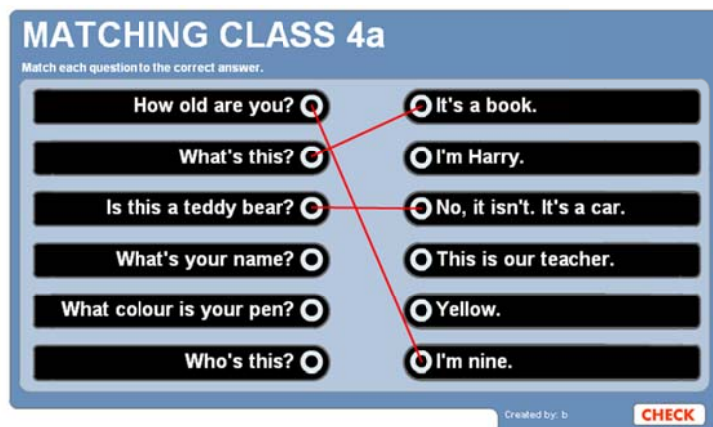 MATCHING CLASS 4a
Match each question to the correct answer.
How old are you? It's a book.
What's this? I'm Harry.
Is this a teddy bear? No, it isn't. It's a car.
What's your name? This is our teacher.
What colour is your pen? Yellow.
Who's this? I'm nine.
Created by: b
CHECK